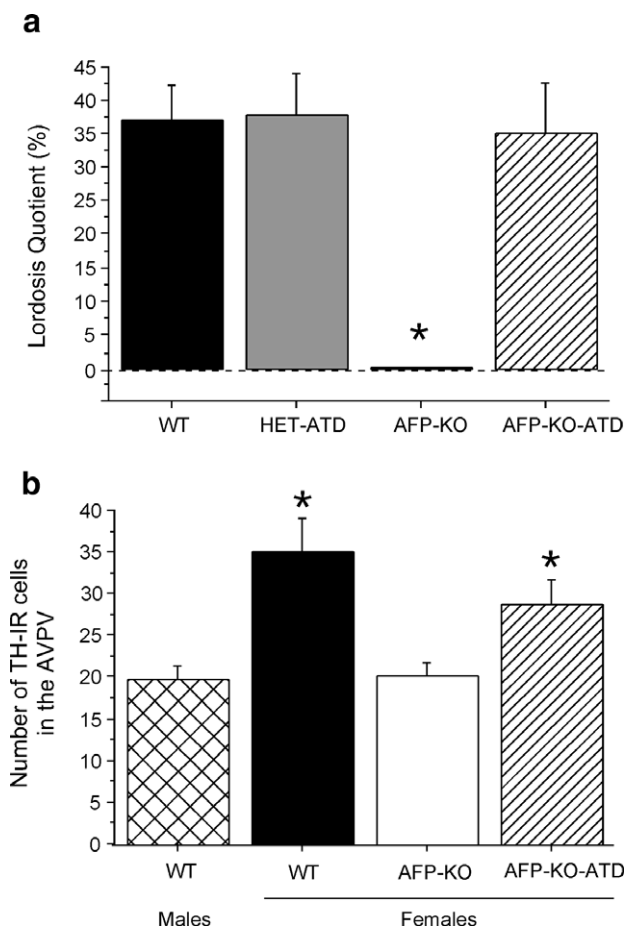 a
Lordosis Quotient (%)
45
40
35
30
25
20
15
10
5
0
*
WT HET-ATD AFP-KO AFP-KO-ATD
b
Number of TH-IR cells
in the AVPV
40
35
30
25
20
15
10
5
0
*
*
WT WT AFP-KO AFP-KO-ATD
Males Females